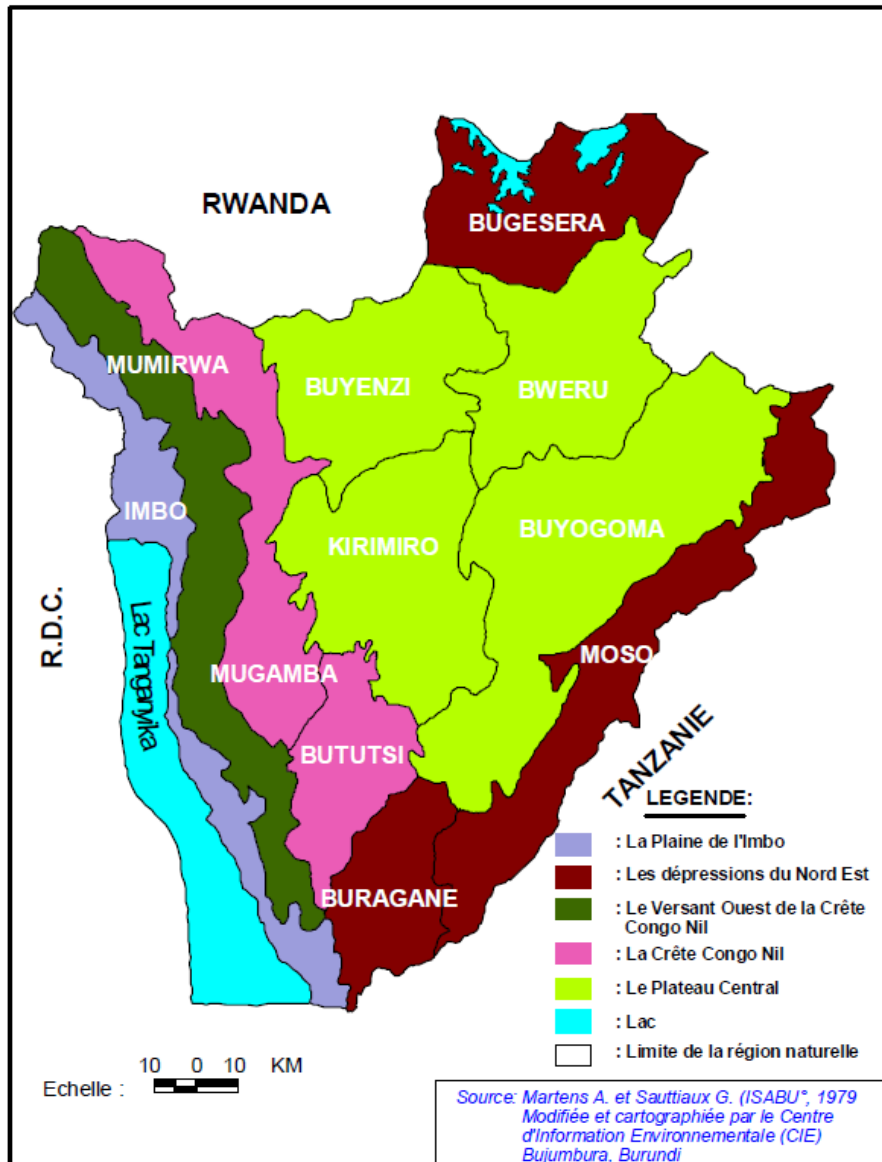 RWANDA
BUGESERA
MUMIRWA
BUYENZI
BWERU
IMBO
KIRIMIRO
BUYOGOMA
R.D.C.
Lac Tanganyika
MUGAMBA
MOSO
BUTUTSI
TANZANIE
BURAGANE
LEGENDE:
: La Plaine de l'Imbo
: Les dépressions du Nord Est
: Le Versant Ouest de la Crête
Congo Nil
: La Crête Congo Nil
: Le Plateau Central
: Lac
: Limite de la région naturelle
10 0 10 KM
Echelle :
Source: Martens A. et Sauttiaux G. (ISABU°, 1979
Modifiée et cartographiée par le Centre
d'Information Environnementale (CIE)
Bujumbura, Burundi